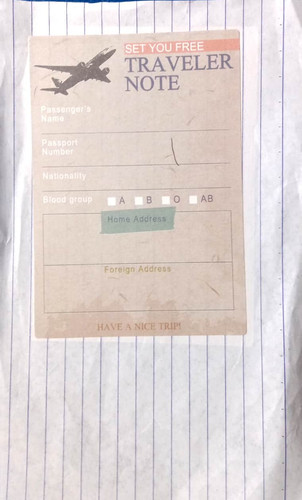 SET YOU FREE
TRAVELER
NOTE
Passenger's
Name
Passport
Number
Nationality
Blood group A B O AB
Home Address
Foreign Address
HAVE A NICE TRIP!